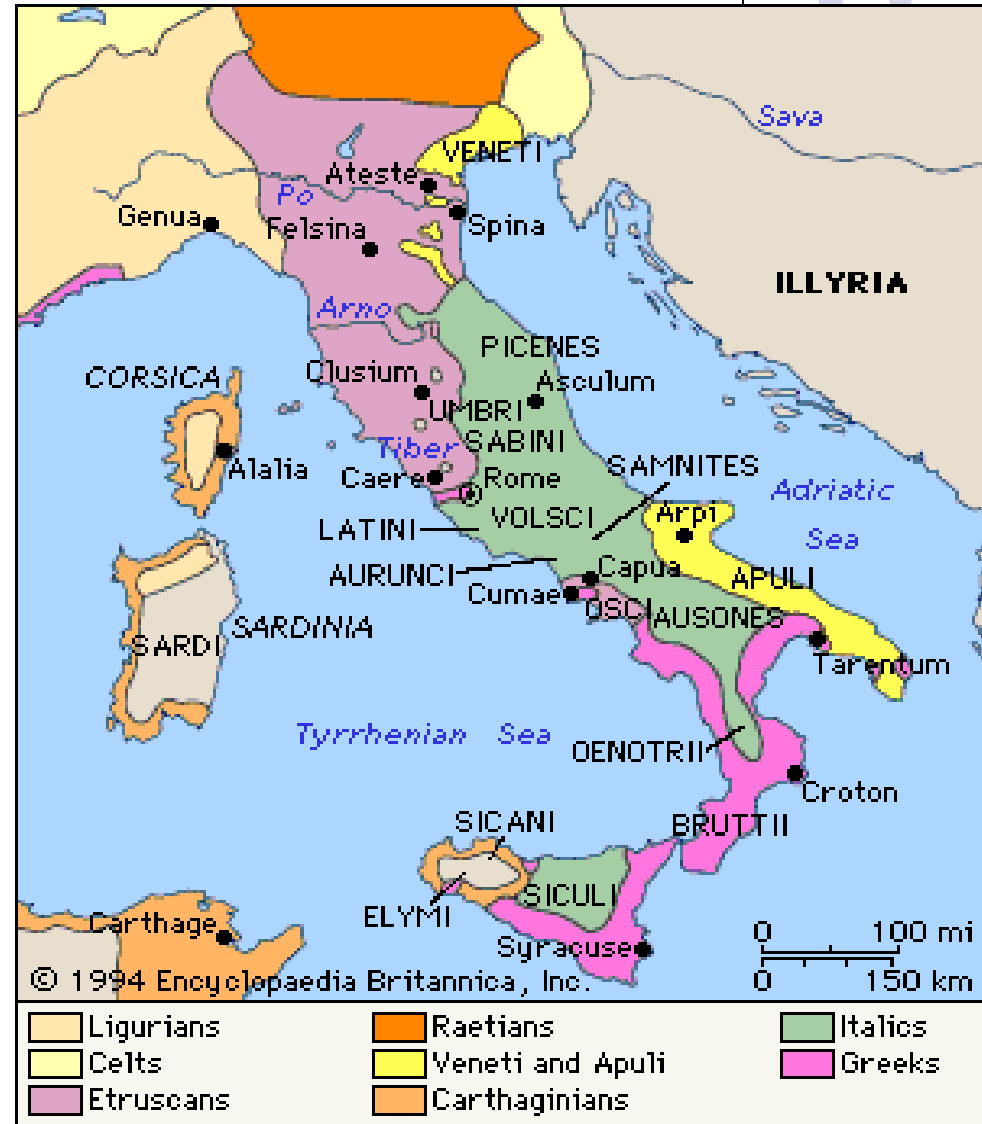 Sava
VENETI
Ateste
Po
Genua
Felsina
Spina
ILLYRIA
Arno
PICENES
CORSICA
Clusium
Asculum
UMBRI
Tiber
SABINI
Alalia
Caere
Rome
SAMNITES
Adriatic
Sea
LATINI
VOLSCI
Arpi
AURUNCI
Capua
APULI
Cumae
OSCI
AUSONES
SARDI
SARDINIA
Tarentum
Tyrrhenian Sea
OENOTRII
Croton
SICANI
BRUTTII
SICULI
ELYMI
Carthage
Syracuse
0 100 mi
0 150 km
© 1994 Encyclopaedia Britannica, Inc.
Ligurians
Celts
Etruscans
Raetians
Veneti and Apuli
Carthaginians
Italics
Greeks